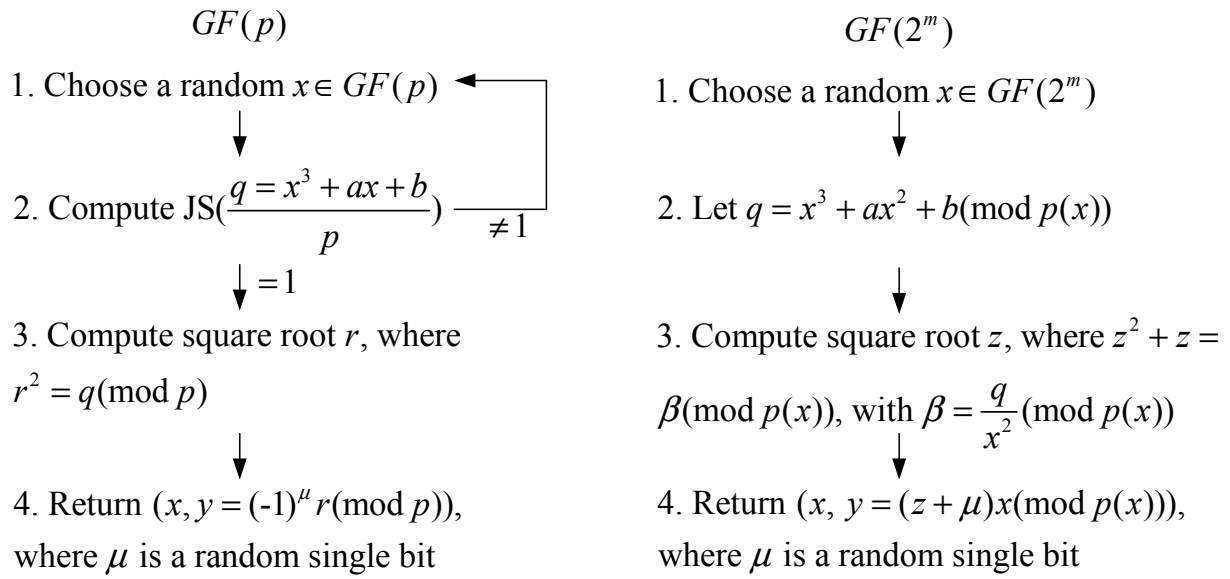 GF(p)
1. Choose a random x ∈ GF(p)
2. Compute JS(\frac{q = x^3 + ax + b}{p})
≠ 1
= 1
3. Compute square root r, where
r^2 = q(mod p)
4. Return (x, y = (-1)^μ r(mod p)),
where μ is a random single bit
GF(2^m)
1. Choose a random x ∈ GF(2^m)
2. Let q = x^3 + ax^2 + b(mod p(x))
3. Compute square root z, where z^2 + z =
β(mod p(x)), with β = \frac{q}{x^2}(mod p(x))
4. Return (x, y = (z + μ)x(mod p(x))),
where μ is a random single bit